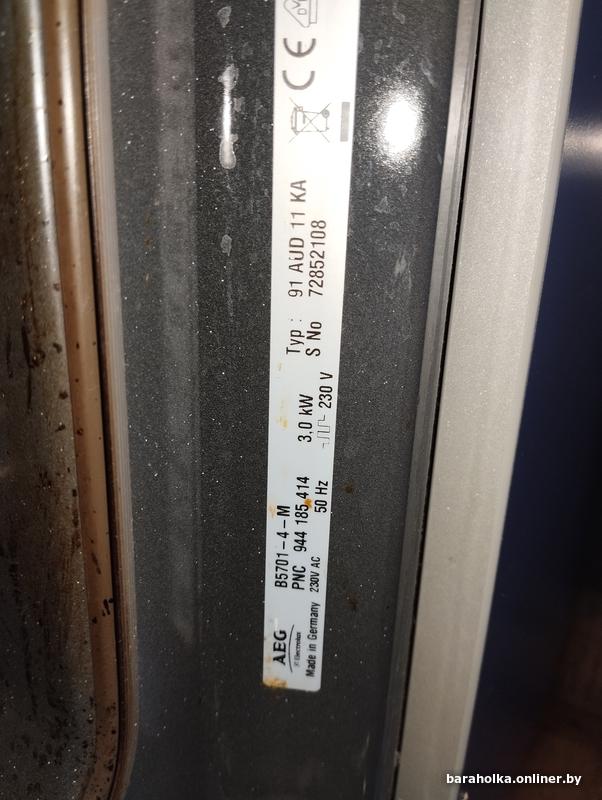 AEG
Electrolux
Made in Germany
B5701-4-M
PNC 944 185 414
230V AC
50 Hz
3,0 kW
230 V
Typ : 91 AUD 11 KA
S No 72852108
CE
baraholka.onliner.by